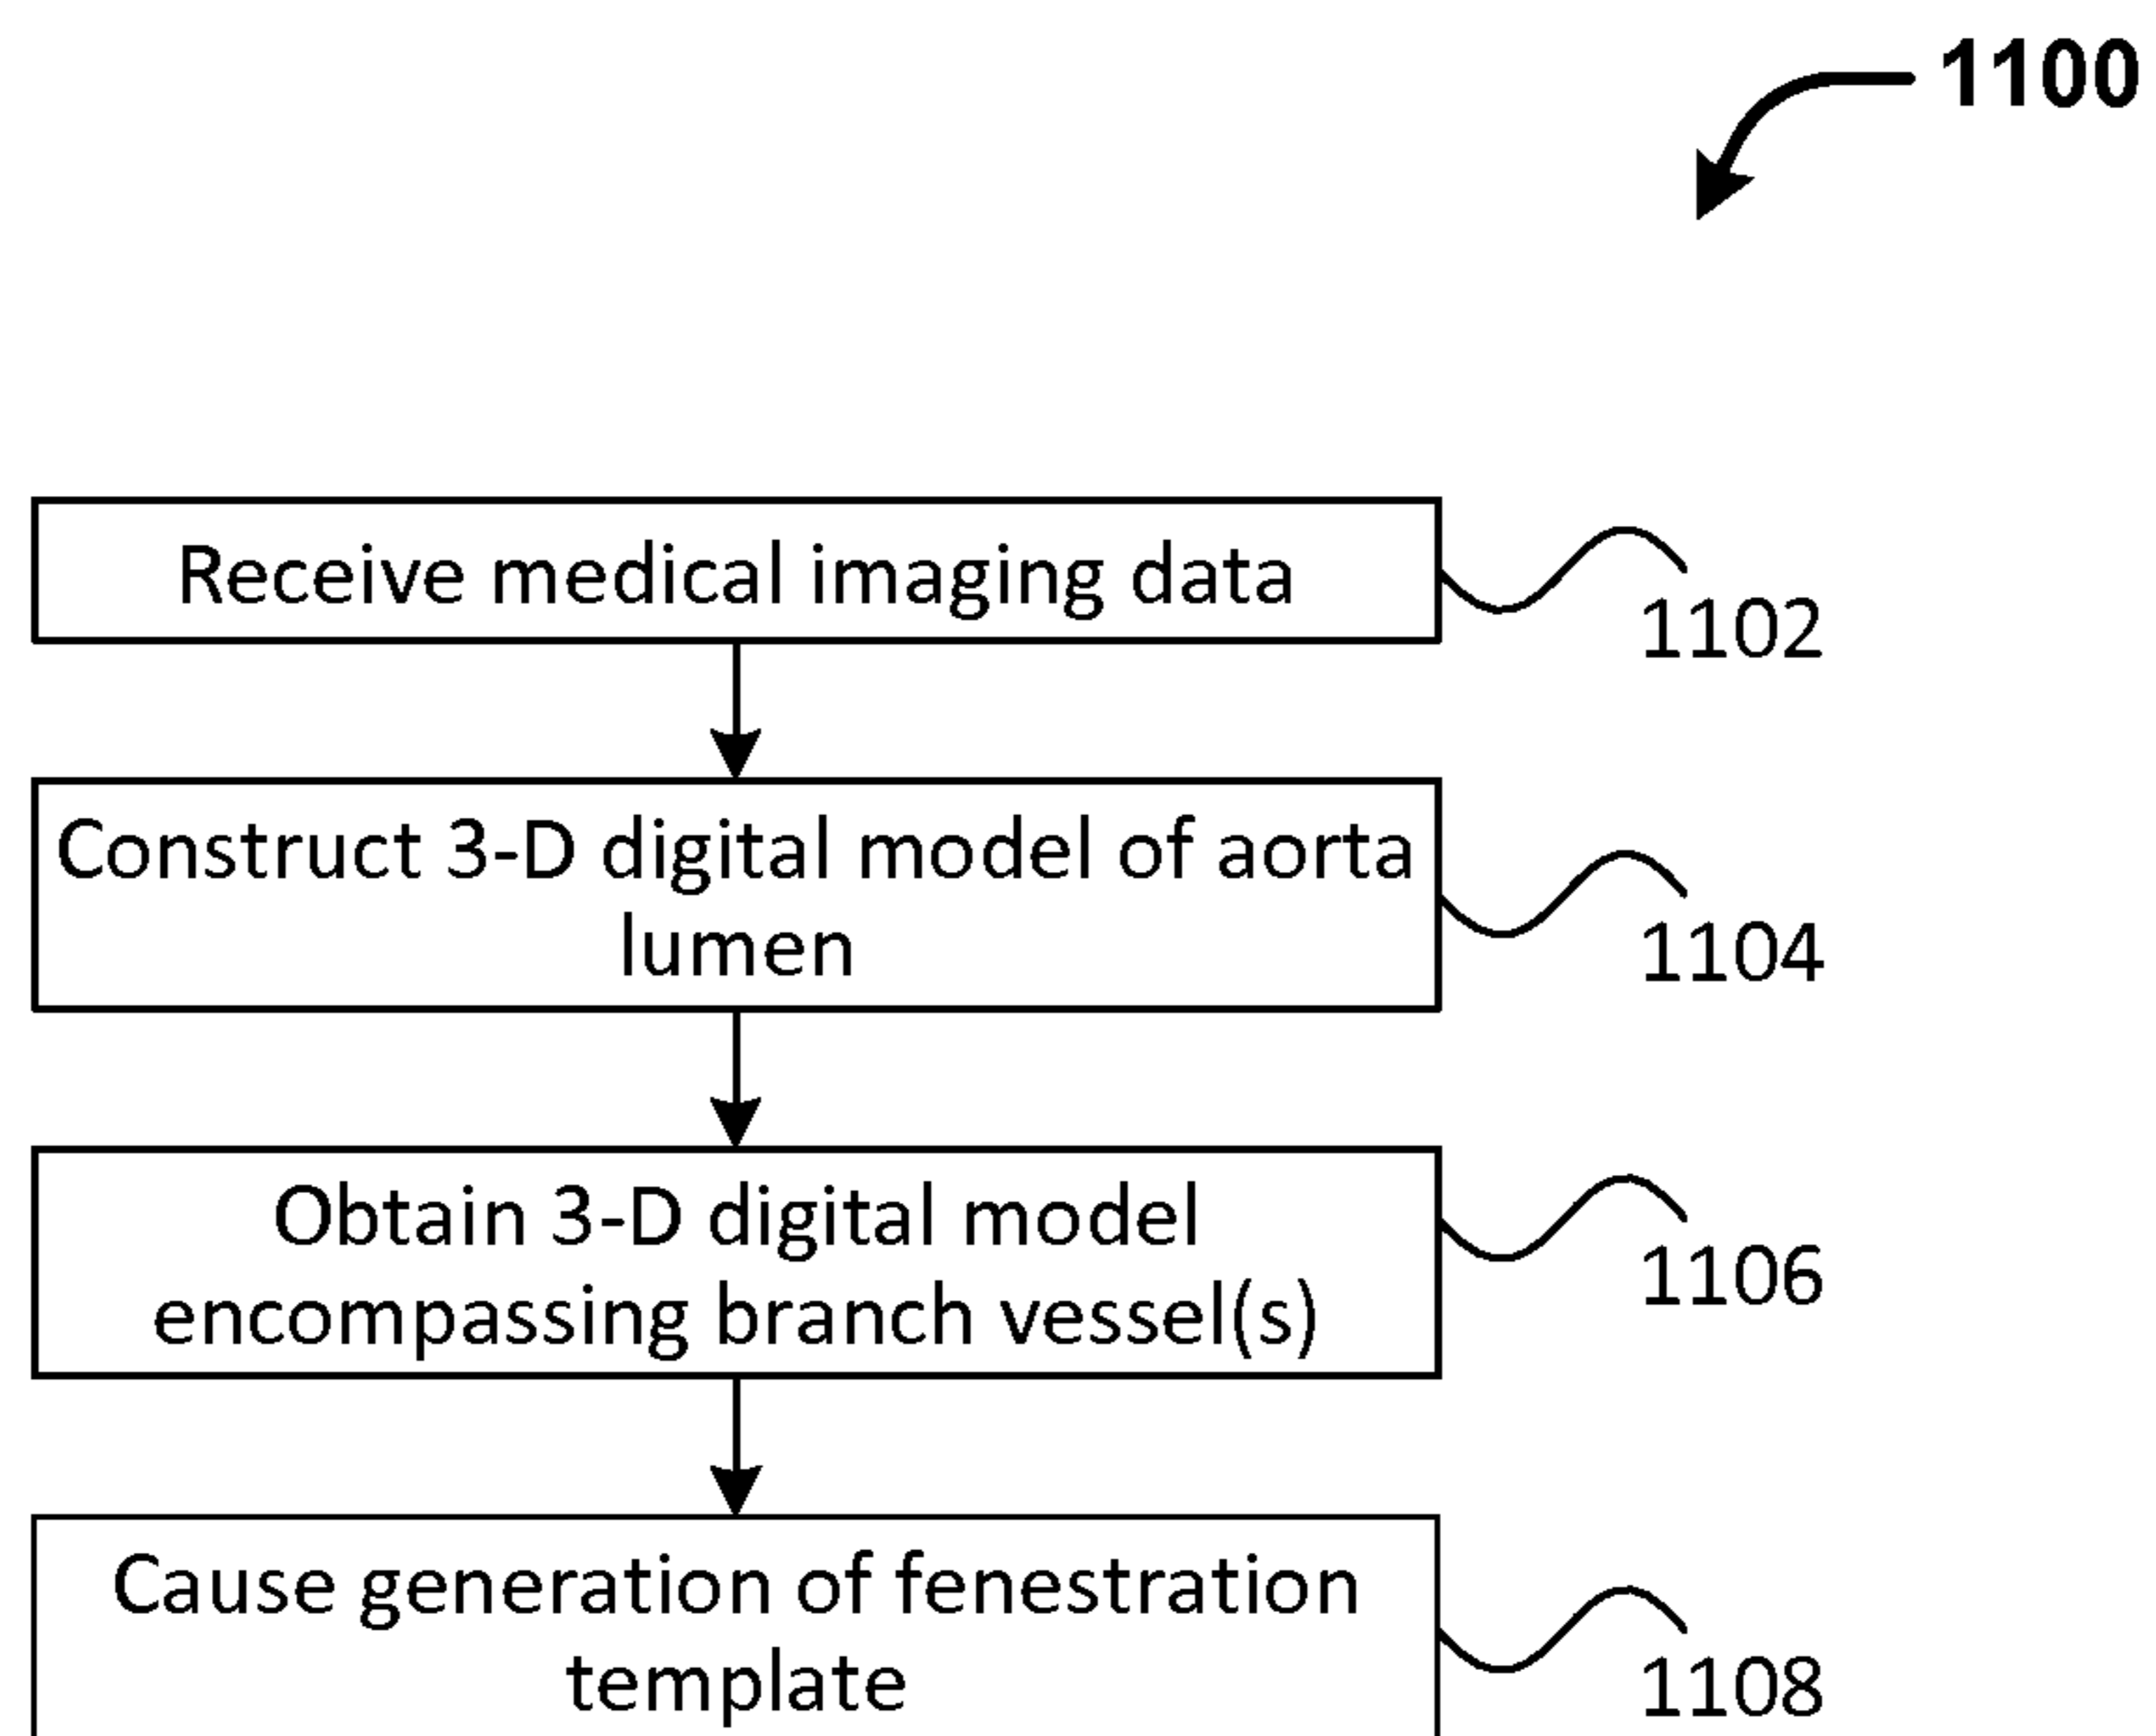 1100
Receive medical imaging data
1102
Construct 3-D digital model of aorta
lumen
1104
Obtain 3-D digital model
encompassing branch vessel(s)
1106
Cause generation of fenestration
template
1108